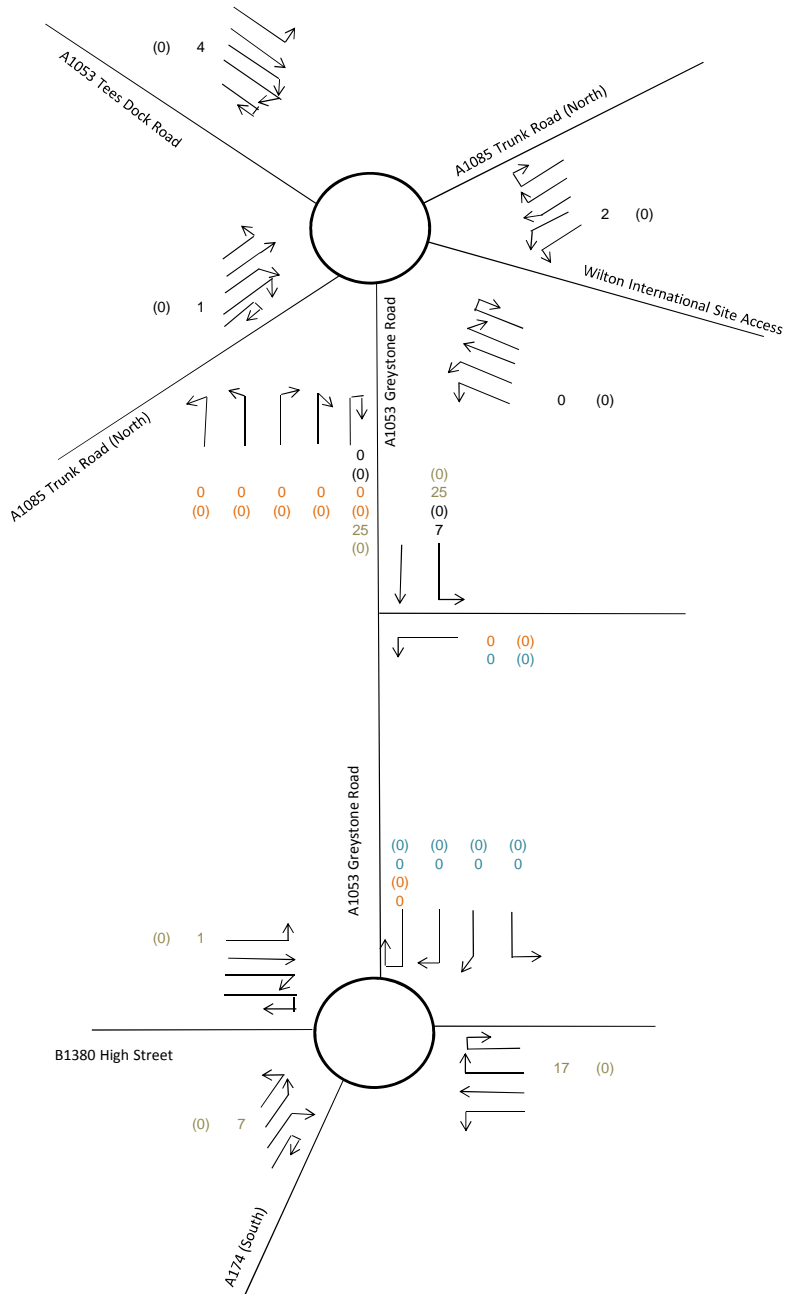 (0) 4
A1053 Tees Dock Road
A1085 Trunk Road (North)
2 (0)
Wilton International Site Access
(0) 1
A1053 Greystone Road
0 (0)
A1085 Trunk Road (North)
0
(0)
0 0 0 0 0
(0) (0) (0) (0) (0)
25
(0)
(0)
25
(0)
7
0 (0)
0 (0)
A1053 Greystone Road
(0) (0) (0) (0)
0 0 0 0
(0)
0
(0) 1
B1380 High Street
17 (0)
(0) 7
A174 (South)